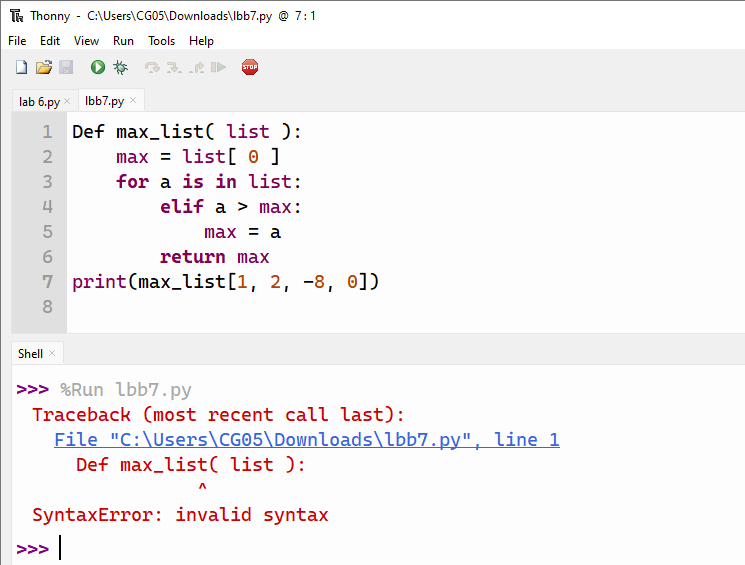 Thonny - C:\Users\CG05\Downloads\lbb7.py @ 7:1
File Edit View Run Tools Help
STOP
lab 6.py × lbb7.py ×
1 Def max_list( list ):
2     max = list[ 0 ]
3     for a is in list:
4         elif a > max:
5             max = a
6         return max
7 print(max_list[1, 2, -8, 0])
8
Shell ×
>>> %Run lbb7.py
Traceback (most recent call last):
File "C:\Users\CG05\Downloads\lbb7.py", line 1
Def max_list( list ):
^
SyntaxError: invalid syntax
>>>